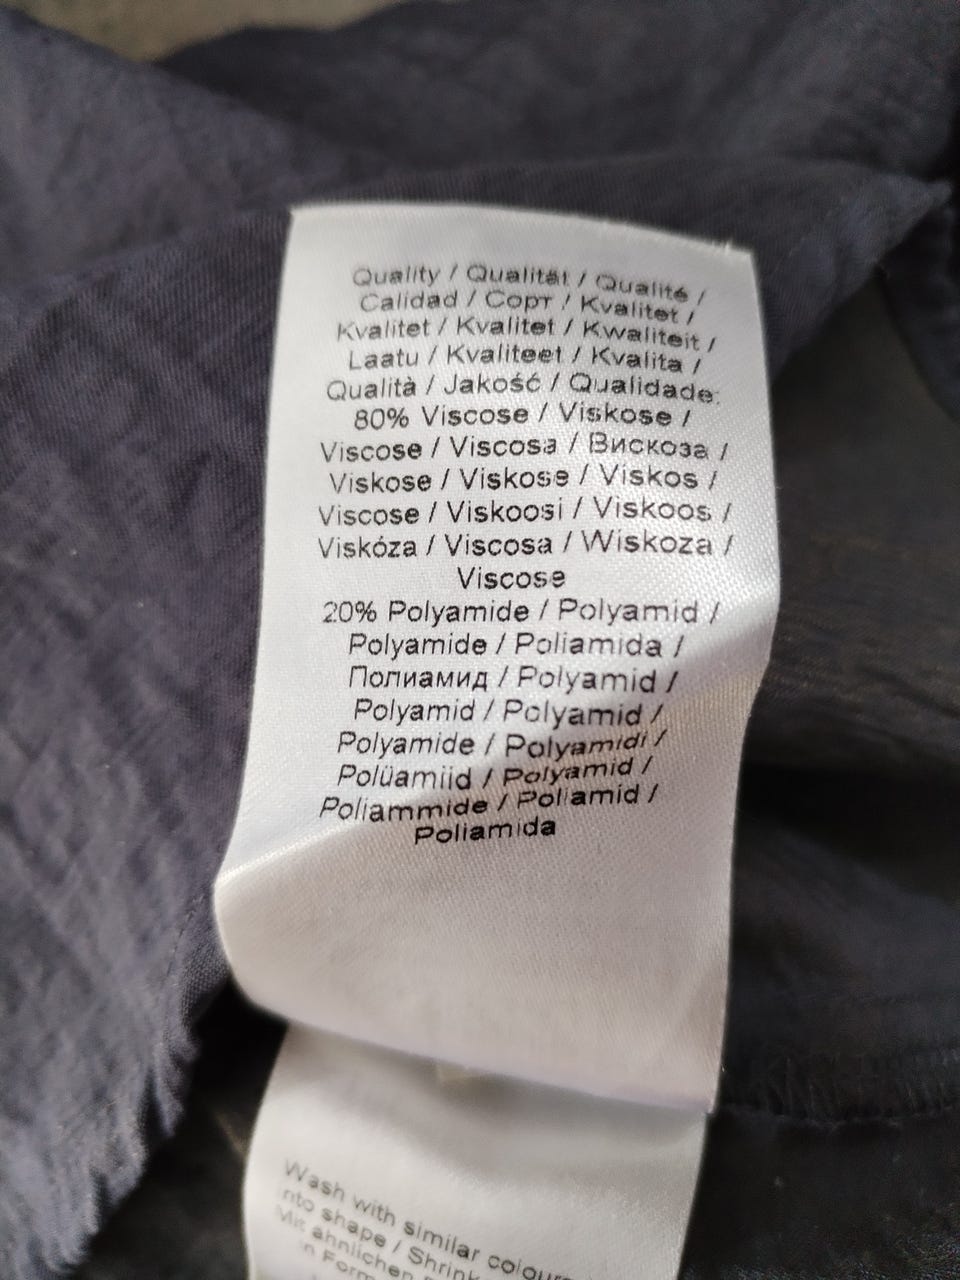 Quality / Qualität / Qualité /
Calidad / Сорт / Kvalitet /
Kvalitet / Kvalitet / Kwaliteit /
Laatu / Kvaliteet / Kvalita /
Qualità / Jakość / Qualidade:
80% Viscose / Viskose /
Viscose / Viscosa / Вискоза /
Viskose / Viskose / Viskos /
Viscose / Viskoosi / Viskoos /
Viskóza / Viscosa / Wiskoza /
Viscose
20% Polyamide / Polyamid /
Polyamide / Poliamida /
Полиамид / Polyamid /
Polyamid / Polyamid /
Polyamide / Polyamidi /
Polüamiid / Polyamid /
Poliammide / Poliamid /
Poliamida
Wash with similar colours
nto shape / Shrink
Mit ähnlichen
in Form